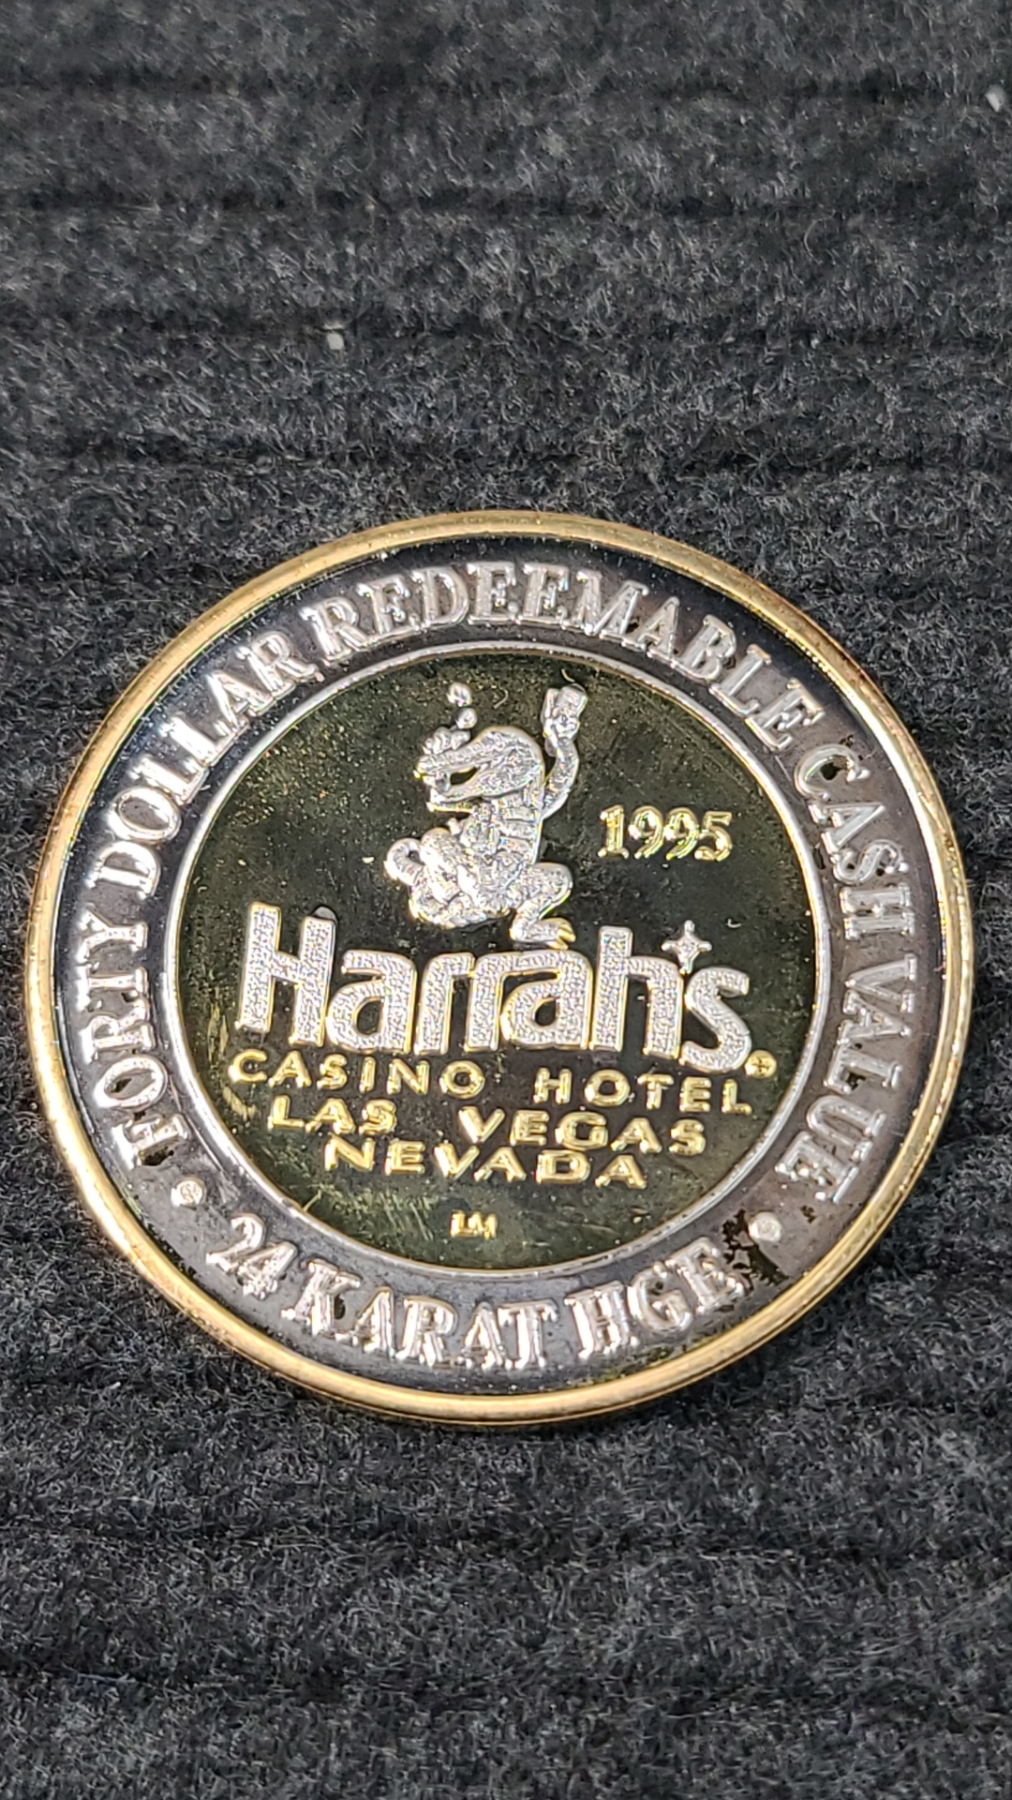 FORTY DOLLAR REDEEMABLE CASH VALUE
1995
Harrah's
CASINO HOTEL
LAS VEGAS
NEVADA
LM
• 24 KARAT HGE •